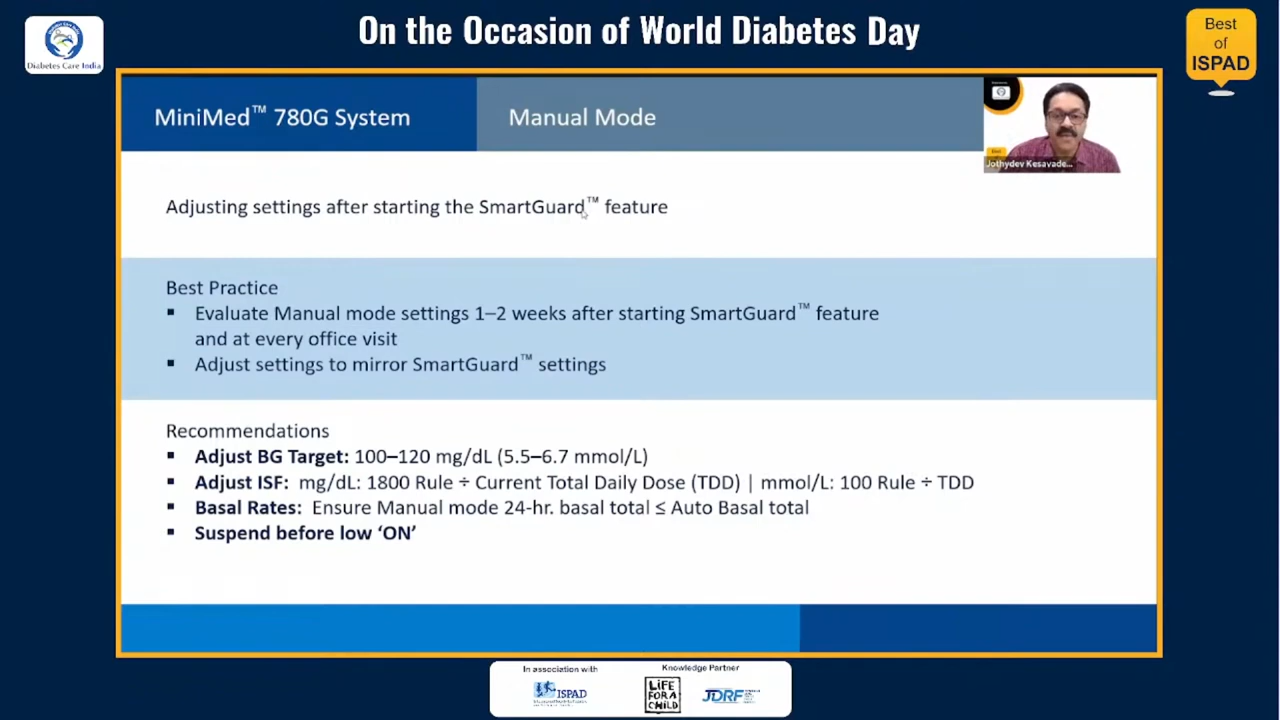 On the Occasion of World Diabetes Day
Diabetes Care India
Best
of
ISPAD
MiniMed™ 780G System
Manual Mode
Jothydev Kesavade...
Adjusting settings after starting the SmartGuard™ feature
Best Practice
▪ Evaluate Manual mode settings 1–2 weeks after starting SmartGuard™ feature
and at every office visit
▪ Adjust settings to mirror SmartGuard™ settings
Recommendations
▪ Adjust BG Target: 100–120 mg/dL (5.5–6.7 mmol/L)
▪ Adjust ISF: mg/dL: 1800 Rule ÷ Current Total Daily Dose (TDD) | mmol/L: 100 Rule ÷ TDD
▪ Basal Rates: Ensure Manual mode 24-hr. basal total ≤ Auto Basal total
▪ Suspend before low ‘ON’
In association with
Knowledge Partner
ISPAD
LiFE
FOR A
CHiLD
JDRF